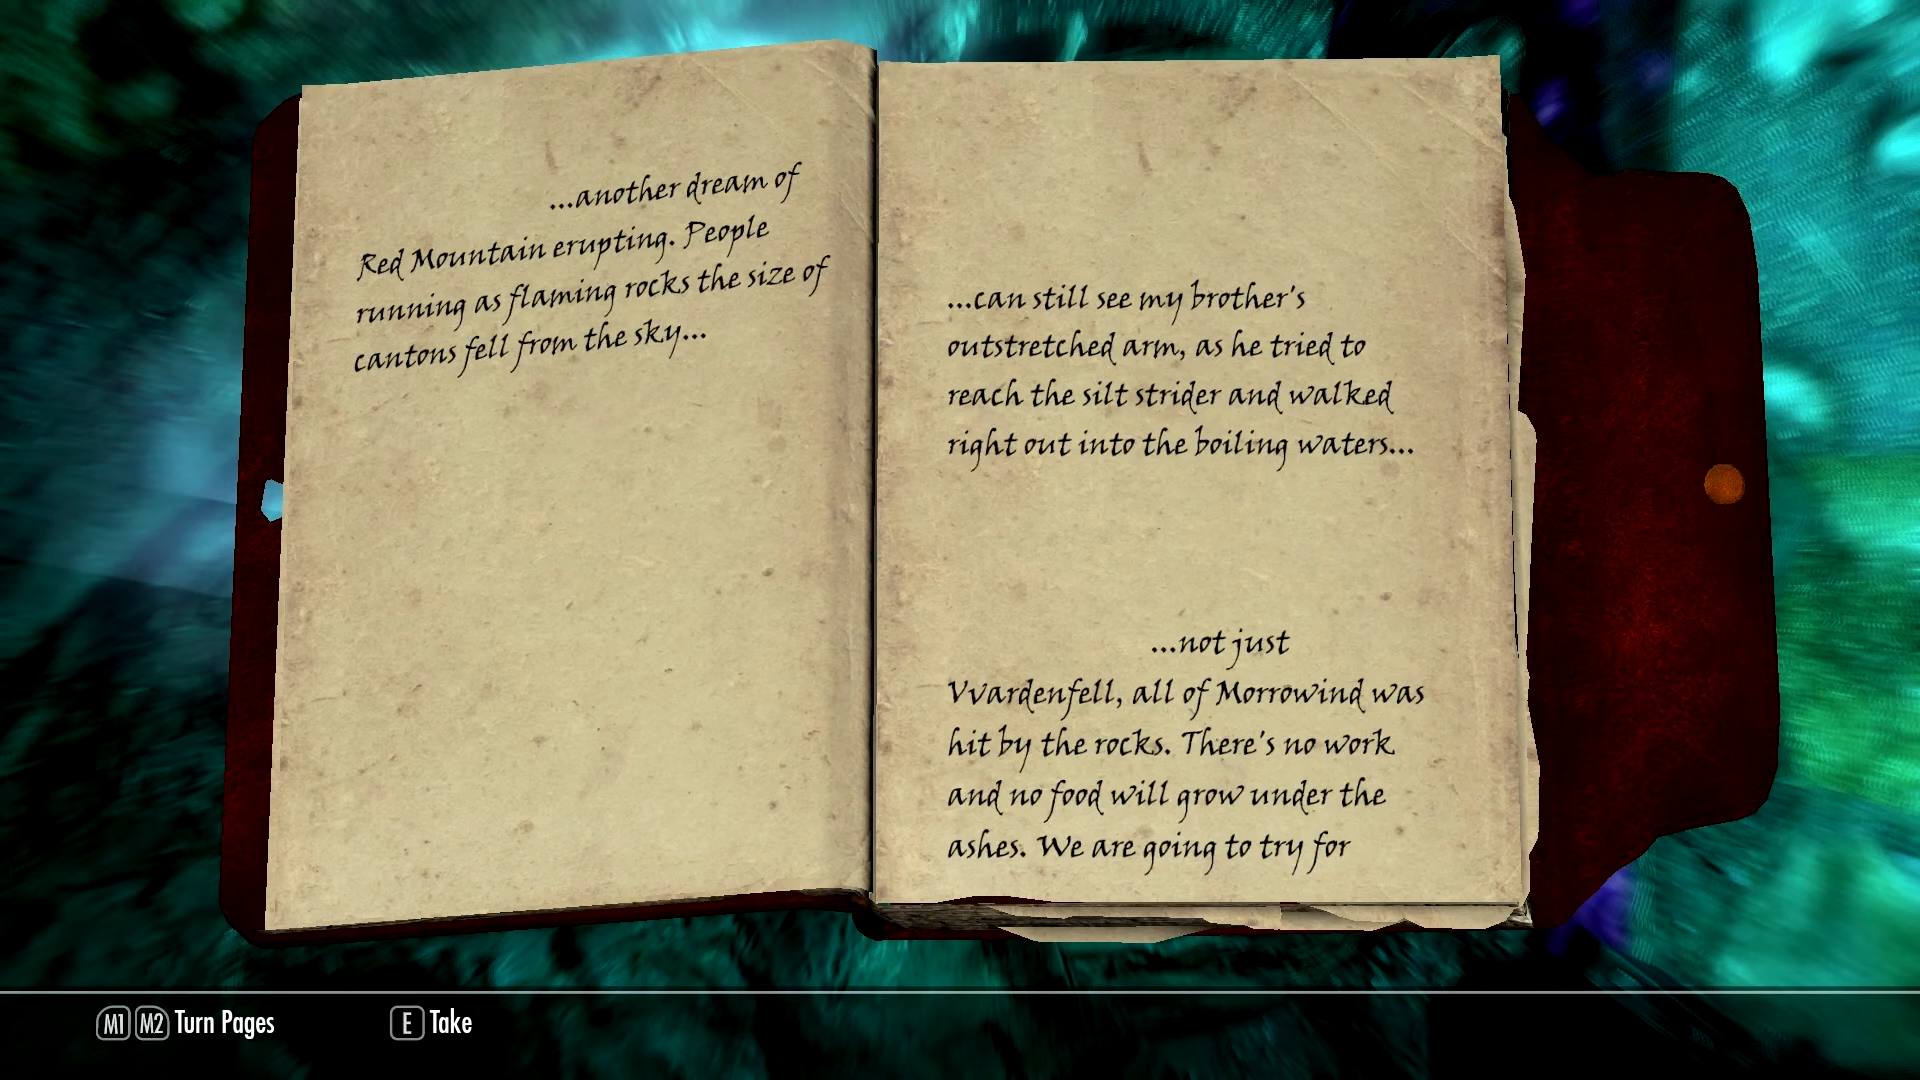 ...another dream of
Red Mountain erupting. People
running as flaming rocks the size of
cantons fell from the sky...
...can still see my brother's
outstretched arm, as he tried to
reach the silt strider and walked
right out into the boiling waters...
...not just
Vvardenfell, all of Morrowind was
hit by the rocks. There's no work
and no food will grow under the
ashes. We are going to try for
M1 M2 Turn Pages
E Take